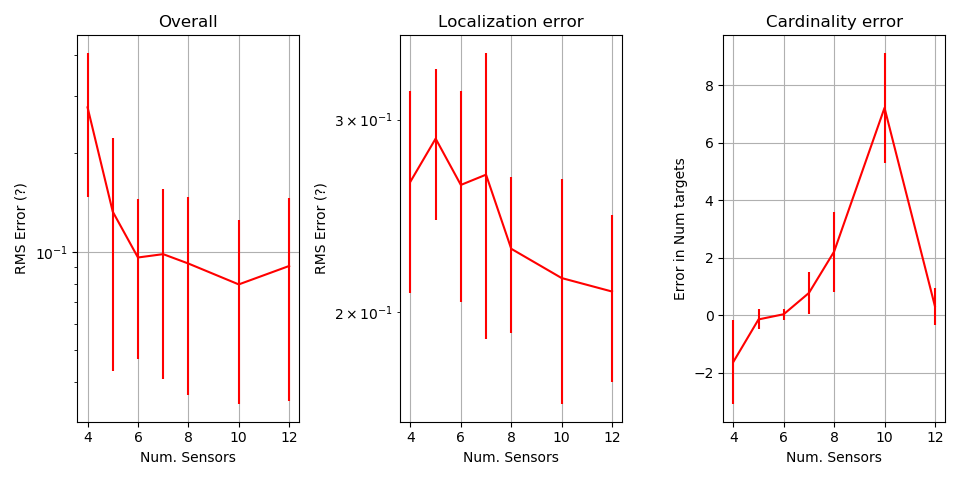 Overall
RMS Error (?)
10⁻¹
4 6 8 10 12
Num. Sensors
Localization error
RMS Error (?)
3 × 10⁻¹
2 × 10⁻¹
4 6 8 10 12
Num. Sensors
Cardinality error
Error in Num targets
8
6
4
2
0
−2
4 6 8 10 12
Num. Sensors